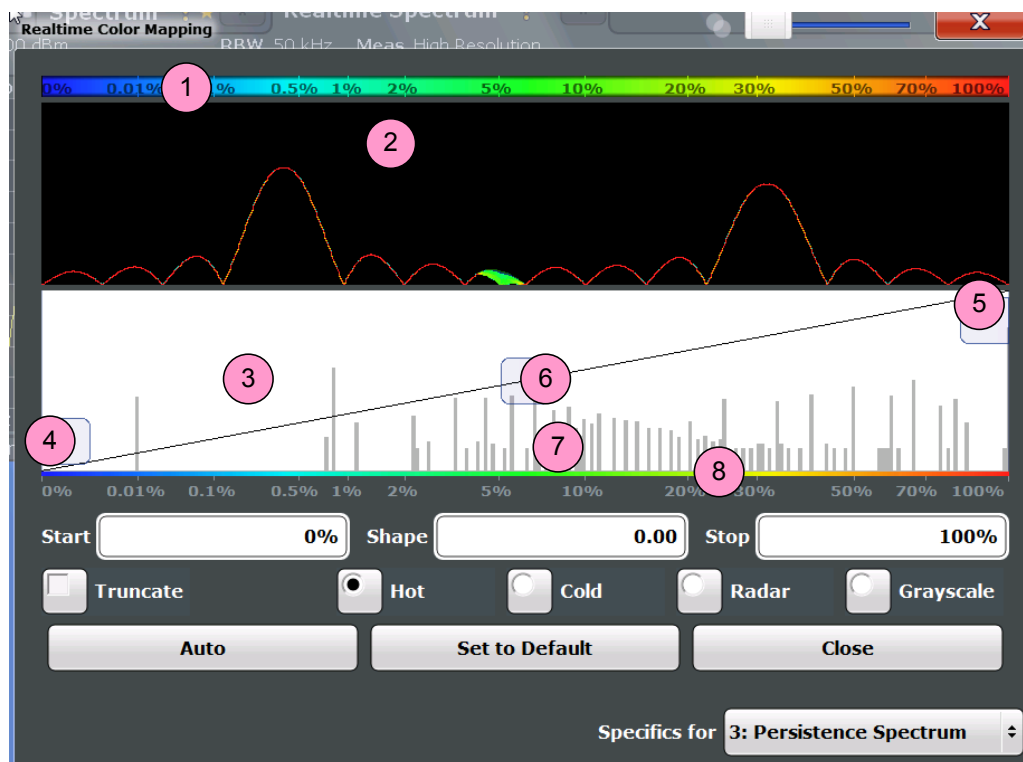 Spectrum
Realtime Spectrum
Realtime Color Mapping
00 dBm
RBW 50 kHz Meas High Resolution
0% 0.01% 1 % 0.5% 1% 2% 5% 10% 20% 30% 50% 70% 100%
2
5
3
6
4
7
8
0% 0.01% 0.1% 0.5% 1% 2% 5% 10% 20% 30% 50% 70% 100%
Start 0% Shape 0.00 Stop 100%
Truncate Hot Cold Radar Grayscale
Auto Set to Default Close
Specifics for 3: Persistence Spectrum